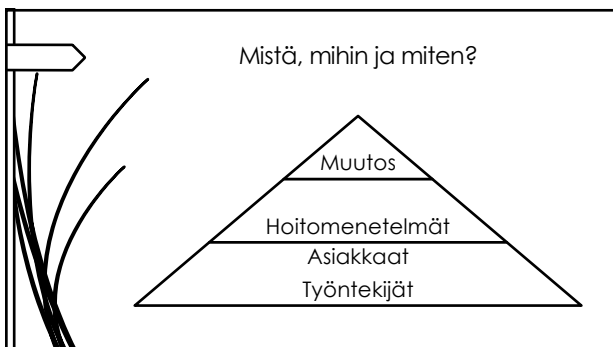 Mistä, mihin ja miten?
Muutos
Hoitomenetelmät
Asiakkaat
Työntekijät